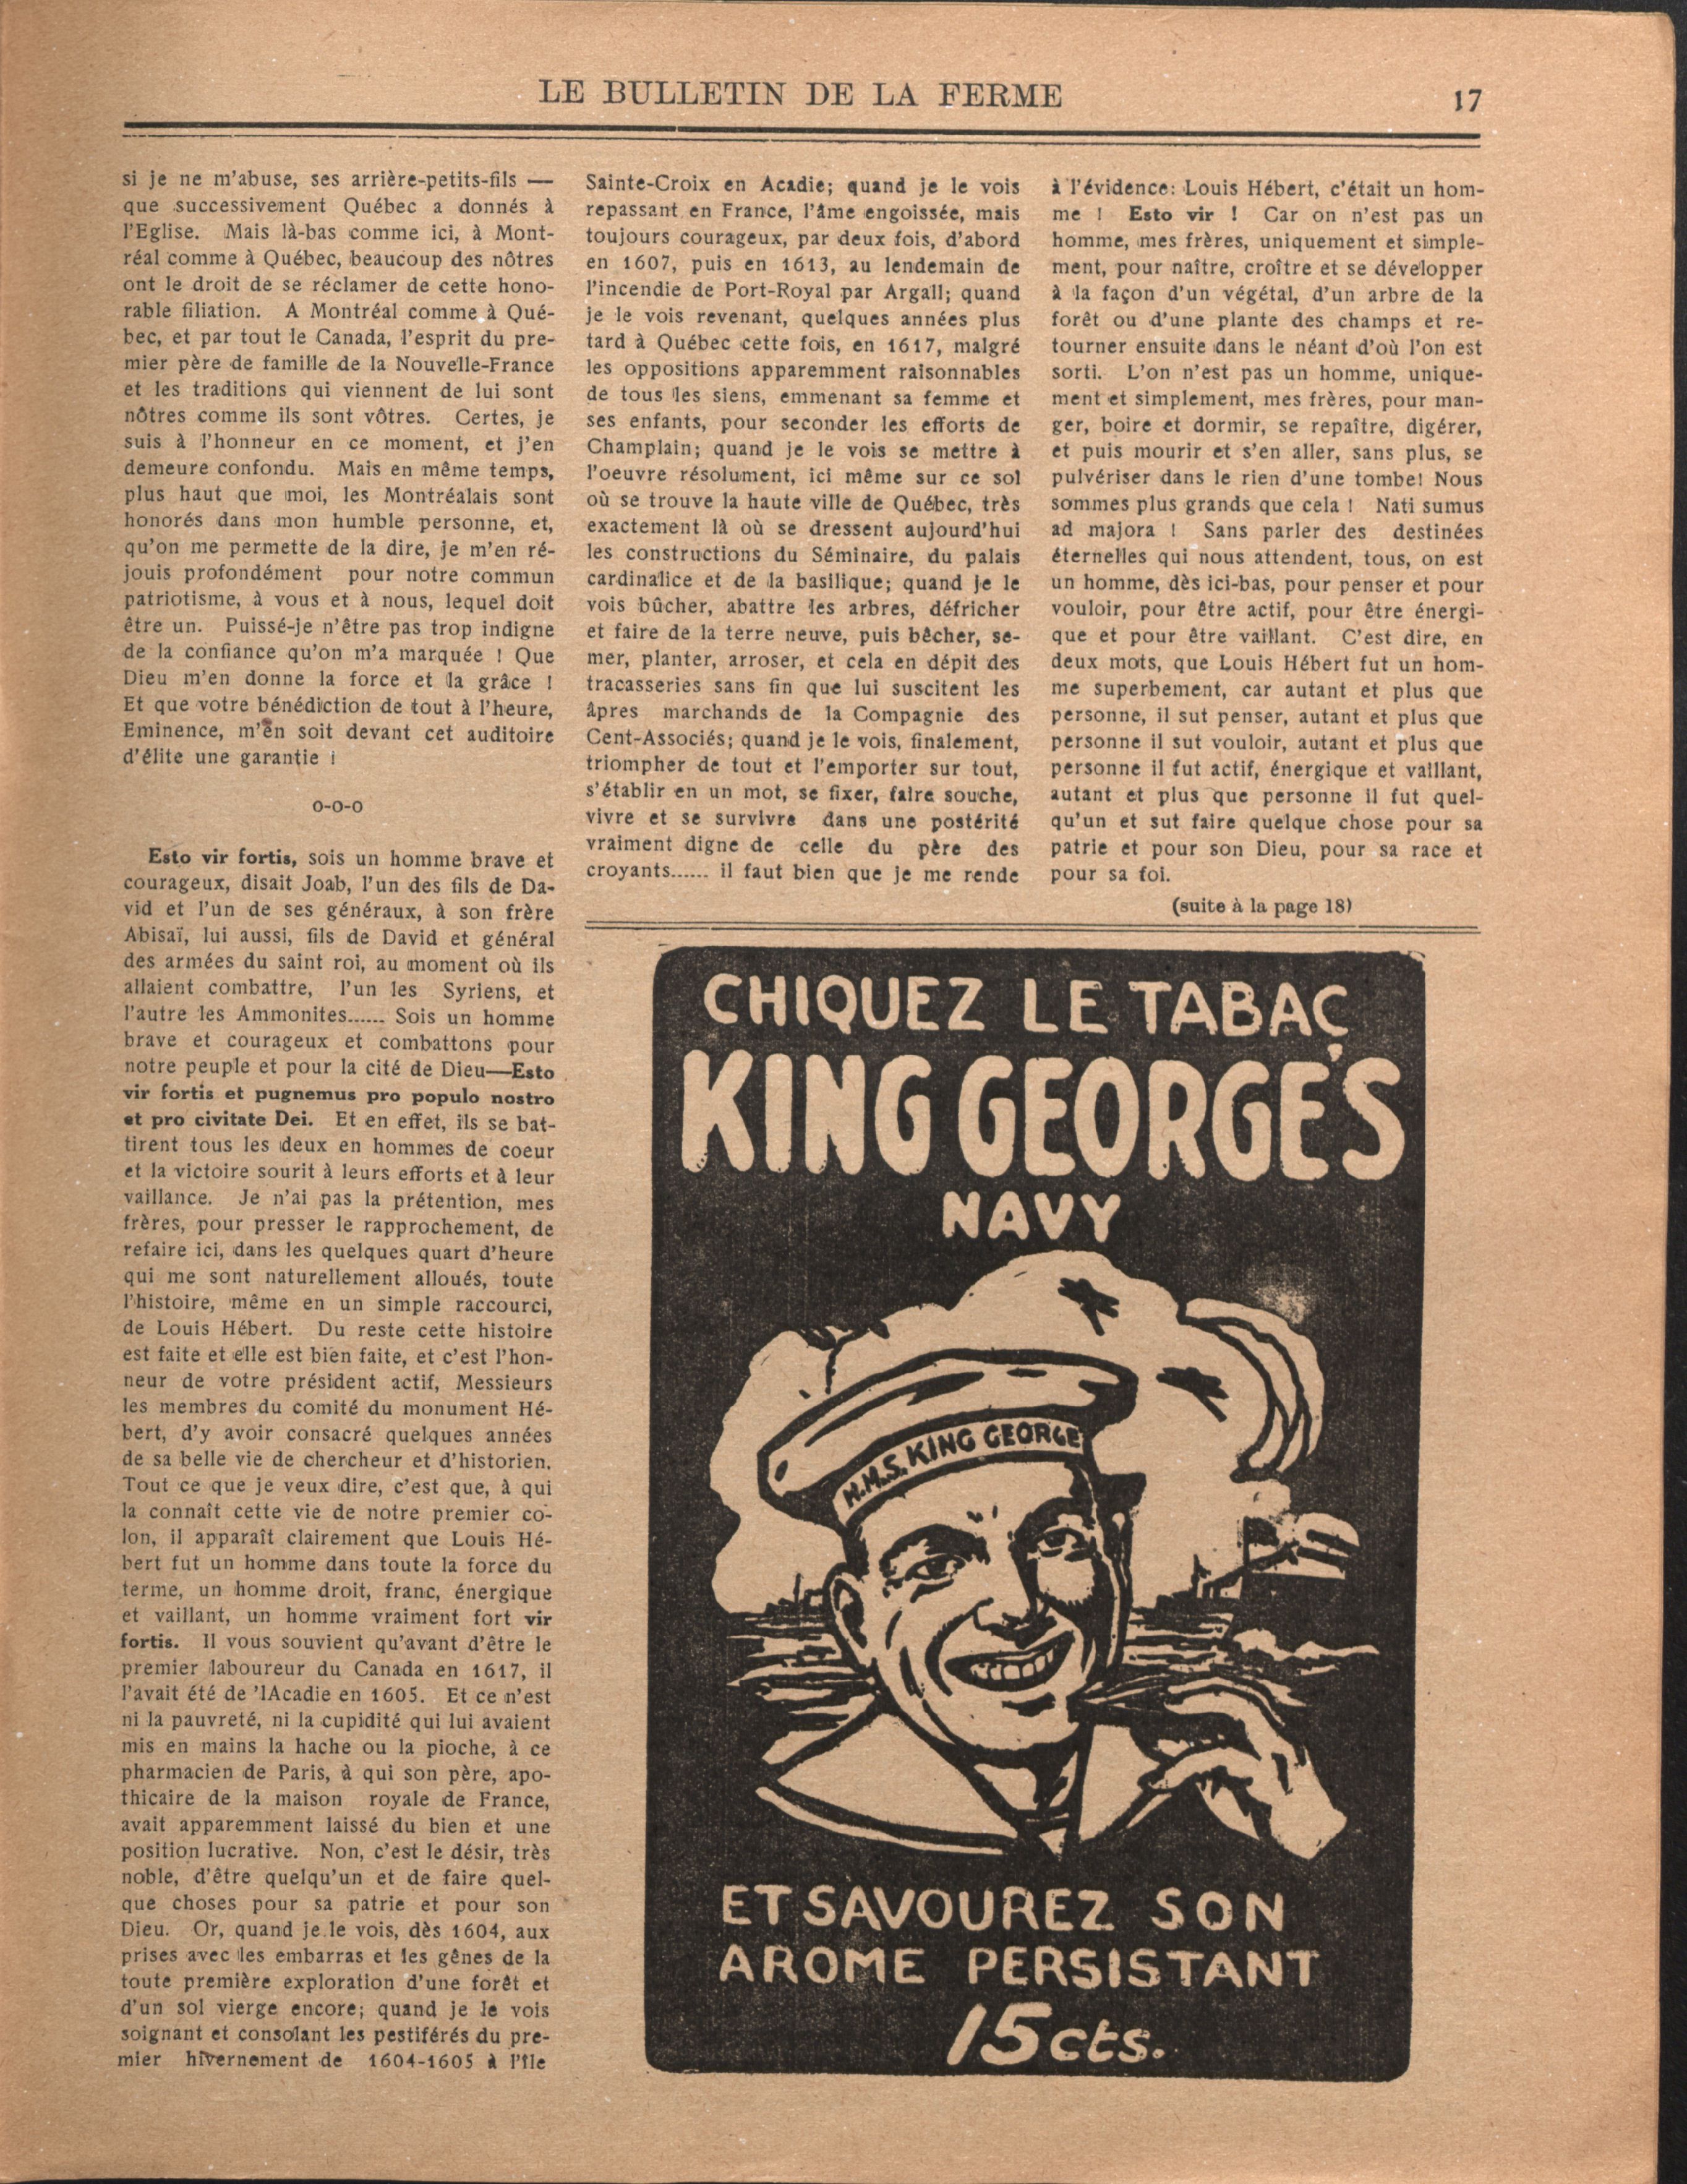 LE BULLETIN DE LA FERME
17
si je ne m'abuse, ses arrière-petits-fils —
que successivement Québec a donnés à
l'Eglise. Mais là-bas comme ici, à Mont-
réal comme à Québec, beaucoup des nôtres
ont le droit de se réclamer de cette hono-
rable filiation. A Montréal comme à Qué-
bec, et par tout le Canada, l'esprit du pre-
mier père de famille de la Nouvelle-France
et les traditions qui viennent de lui sont
nôtres comme ils sont vôtres. Certes, je
suis à l'honneur en ce moment, et j'en
demeure confondu. Mais en même temps,
plus haut que moi, les Montréalais sont
honorés dans mon humble personne, et,
qu'on me permette de la dire, je m'en ré-
jouis profondément pour notre commun
patriotisme, à vous et à nous, lequel doit
être un. Puissé-je n'être pas trop indigne
de la confiance qu'on m'a marquée ! Que
Dieu m'en donne la force et la grâce !
Et que votre bénédiction de tout à l'heure,
Eminence, m'en soit devant cet auditoire
d'élite une garantie !
o-o-o
Esto vir fortis, sois un homme brave et
courageux, disait Joab, l'un des fils de Da-
vid et l'un de ses généraux, à son frère
Abisaï, lui aussi, fils de David et général
des armées du saint roi, au moment où ils
allaient combattre, l'un les Syriens, et
l'autre les Ammonites...... Sois un homme
brave et courageux et combattons pour
notre peuple et pour la cité de Dieu—Esto
vir fortis et pugnemus pro populo nostro
et pro civitate Dei. Et en effet, ils se bat-
tirent tous les deux en hommes de coeur
et la victoire sourit à leurs efforts et à leur
vaillance. Je n'ai pas la prétention, mes
frères, pour presser le rapprochement, de
refaire ici, dans les quelques quart d'heure
qui me sont naturellement alloués, toute
l'histoire, même en un simple raccourci,
de Louis Hébert. Du reste cette histoire
est faite et elle est bien faite, et c'est l'hon-
neur de votre président actif, Messieurs
les membres du comité du monument Hé-
bert, d'y avoir consacré quelques années
de sa belle vie de chercheur et d'historien.
Tout ce que je veux dire, c'est que, à qui
la connaît cette vie de notre premier co-
lon, il apparaît clairement que Louis Hé-
bert fut un homme dans toute la force du
terme, un homme droit, franc, énergique
et vaillant, un homme vraiment fort vir
fortis. Il vous souvient qu'avant d'être le
premier laboureur du Canada en 1617, il
l'avait été de 'lAcadie en 1605. Et ce n'est
ni la pauvreté, ni la cupidité qui lui avaient
mis en mains la hache ou la pioche, à ce
pharmacien de Paris, à qui son père, apo-
thicaire de la maison royale de France,
avait apparemment laissé du bien et une
position lucrative. Non, c'est le désir, très
noble, d'être quelqu'un et de faire quel-
que choses pour sa patrie et pour son
Dieu. Or, quand je le vois, dès 1604, aux
prises avec les embarras et les gênes de la
toute première exploration d'une forêt et
d'un sol vierge encore; quand je le vois
soignant et consolant les pestiférés du pre-
mier hivernement de 1604-1605 à l'île
Sainte-Croix en Acadie; quand je le vois
repassant en France, l'âme engoissée, mais
toujours courageux, par deux fois, d'abord
en 1607, puis en 1613, au lendemain de
l'incendie de Port-Royal par Argall; quand
je le vois revenant, quelques années plus
tard à Québec cette fois, en 1617, malgré
les oppositions apparemment raisonnables
de tous les siens, emmenant sa femme et
ses enfants, pour seconder les efforts de
Champlain; quand je le vois se mettre à
l'oeuvre résolument, ici même sur ce sol
où se trouve la haute ville de Québec, très
exactement là où se dressent aujourd'hui
les constructions du Séminaire, du palais
cardinalice et de la basilique; quand je le
vois bûcher, abattre les arbres, défricher
et faire de la terre neuve, puis bêcher, se-
mer, planter, arroser, et cela en dépit des
tracasseries sans fin que lui suscitent les
âpres marchands de la Compagnie des
Cent-Associés; quand je le vois, finalement,
triompher de tout et l'emporter sur tout,
s'établir en un mot, se fixer, faire souche,
vivre et se survivre dans une postérité
vraiment digne de celle du père des
croyants...... il faut bien que je me rende
à l'évidence: Louis Hébert, c'était un hom-
me ! Esto vir ! Car on n'est pas un
homme, mes frères, uniquement et simple-
ment, pour naître, croître et se développer
à la façon d'un végétal, d'un arbre de la
forêt ou d'une plante des champs et re-
tourner ensuite dans le néant d'où l'on est
sorti. L'on n'est pas un homme, unique-
ment et simplement, mes frères, pour man-
ger, boire et dormir, se repaître, digérer,
et puis mourir et s'en aller, sans plus, se
pulvériser dans le rien d'une tombe! Nous
sommes plus grands que cela ! Nati sumus
ad majora ! Sans parler des destinées
éternelles qui nous attendent, tous, on est
un homme, dès ici-bas, pour penser et pour
vouloir, pour être actif, pour être énergi-
que et pour être vaillant. C'est dire, en
deux mots, que Louis Hébert fut un hom-
me superbement, car autant et plus que
personne, il sut penser, autant et plus que
personne il sut vouloir, autant et plus que
personne il fut actif, énergique et vaillant,
autant et plus que personne il fut quel-
qu'un et sut faire quelque chose pour sa
patrie et pour son Dieu, pour sa race et
pour sa foi.
(suite à la page 18)
CHIQUEZ LE TABAC
KING GEORGE'S
NAVY
H.M.S. KING GEORGE
ET SAVOUREZ SON
AROME PERSISTANT
15 cts.